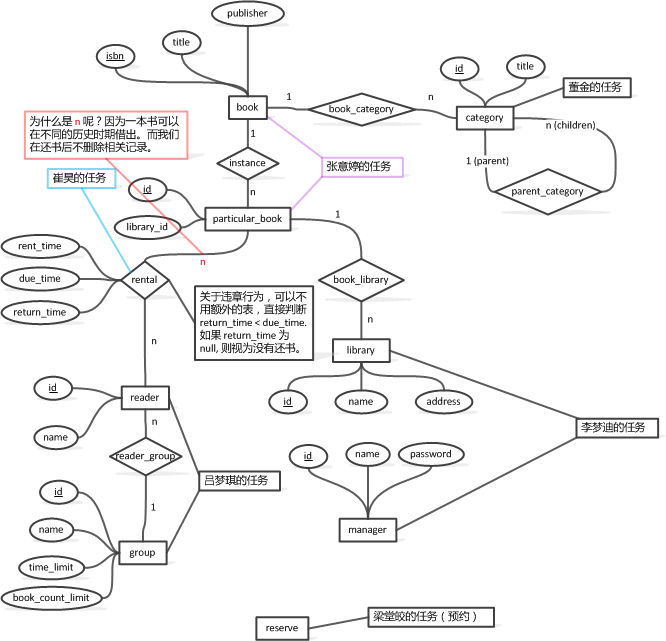 publisher
title
isbn
id
title
book
1
book_category
n
category
董金的任务
n (children)
1 (parent)
parent_category
为什么是 n 呢？因为一本书可以
在不同的历史时期借出。而我们
在还书后不删除相关记录。
1
instance
n
张意婷的任务
崔昊的任务
id
library_id
particular_book
1
n
rent_time
due_time
return_time
rental
book_library
关于违章行为，可以不
用额外的表，直接判断
return_time < due_time.
如果 return_time 为
null, 则视为没有还书。
n
n
library
id
name
address
id
name
reader
n
reader_group
1
李梦迪的任务
id
name
password
吕梦琪的任务
manager
id
name
time_limit
book_count_limit
group
reserve
梁堂皎的任务（预约）